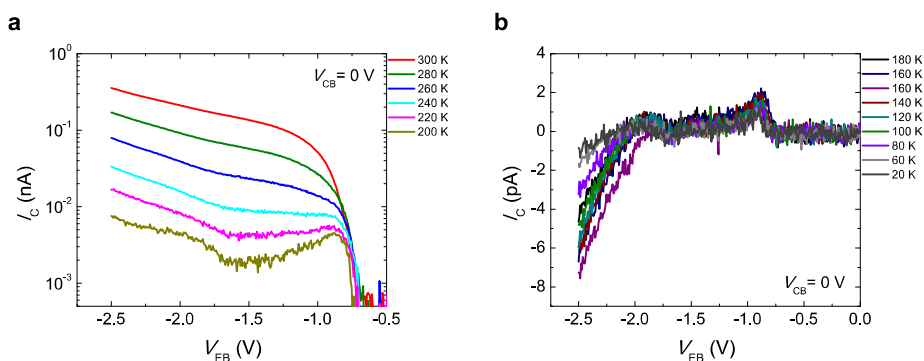 a
I_C (nA)
10^0
10^-1
10^-2
10^-3
-2.5 -2.0 -1.5 -1.0 -0.5
V_EB (V)
V_CB= 0 V
300 K
280 K
260 K
240 K
220 K
200 K
b
I_C (pA)
4
2
0
-2
-4
-6
-8
-2.5 -2.0 -1.5 -1.0 -0.5 0.0
V_EB (V)
V_CB= 0 V
180 K
160 K
160 K
140 K
120 K
100 K
80 K
60 K
20 K